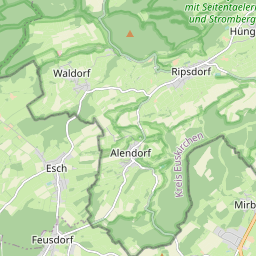 mit Seitentaelern
und Stromberg
Hüng
Ripsdorf
Waldorf
Alendorf
Kreis Euskirchen
Esch
Mirb
Feusdorf